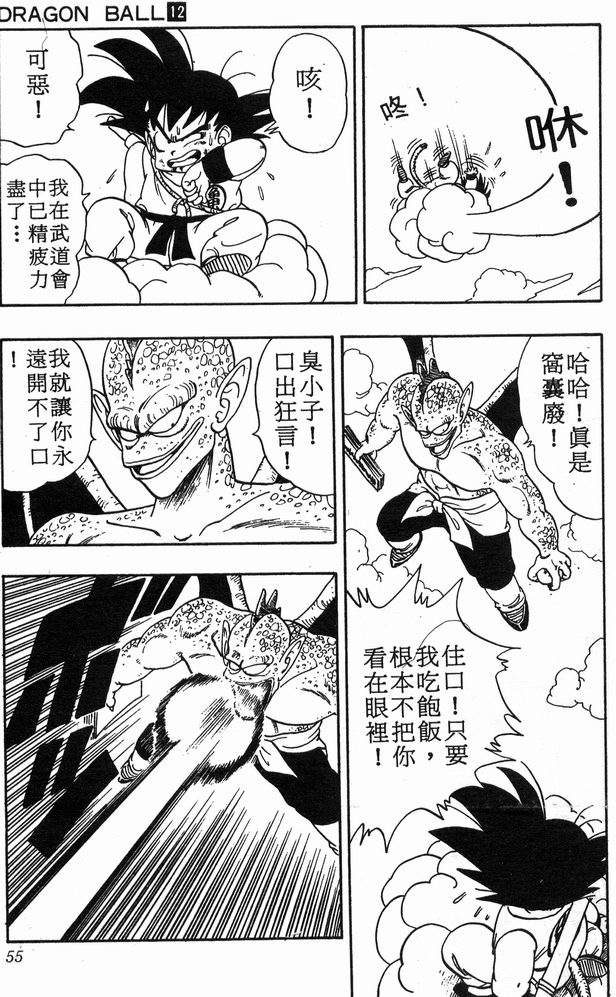 DRAGON BALL 12
咻！
咚！
咳！
可惡！
我在武道會
中已精疲力
盡了…
哈哈！真是
窩囊廢！
住口！只要
我吃飽飯，
根本不把你
看在眼裡！
臭小子！
口出狂言！
我就讓你永
遠開不了口
！
55